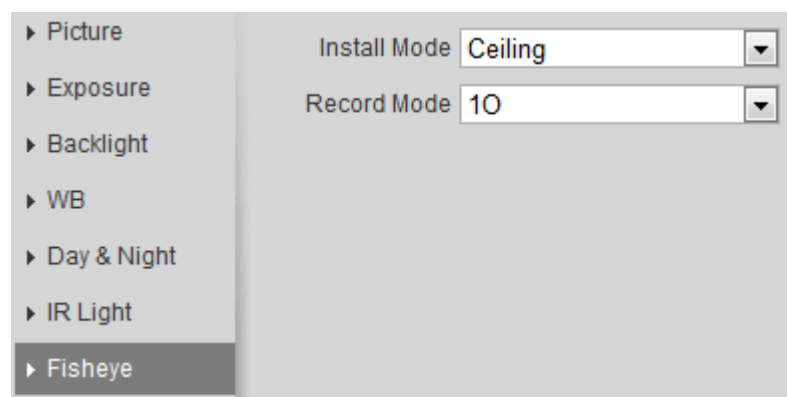 Picture
Exposure
Backlight
WB
Day & Night
IR Light
Fisheye
Install Mode Ceiling
Record Mode 1O